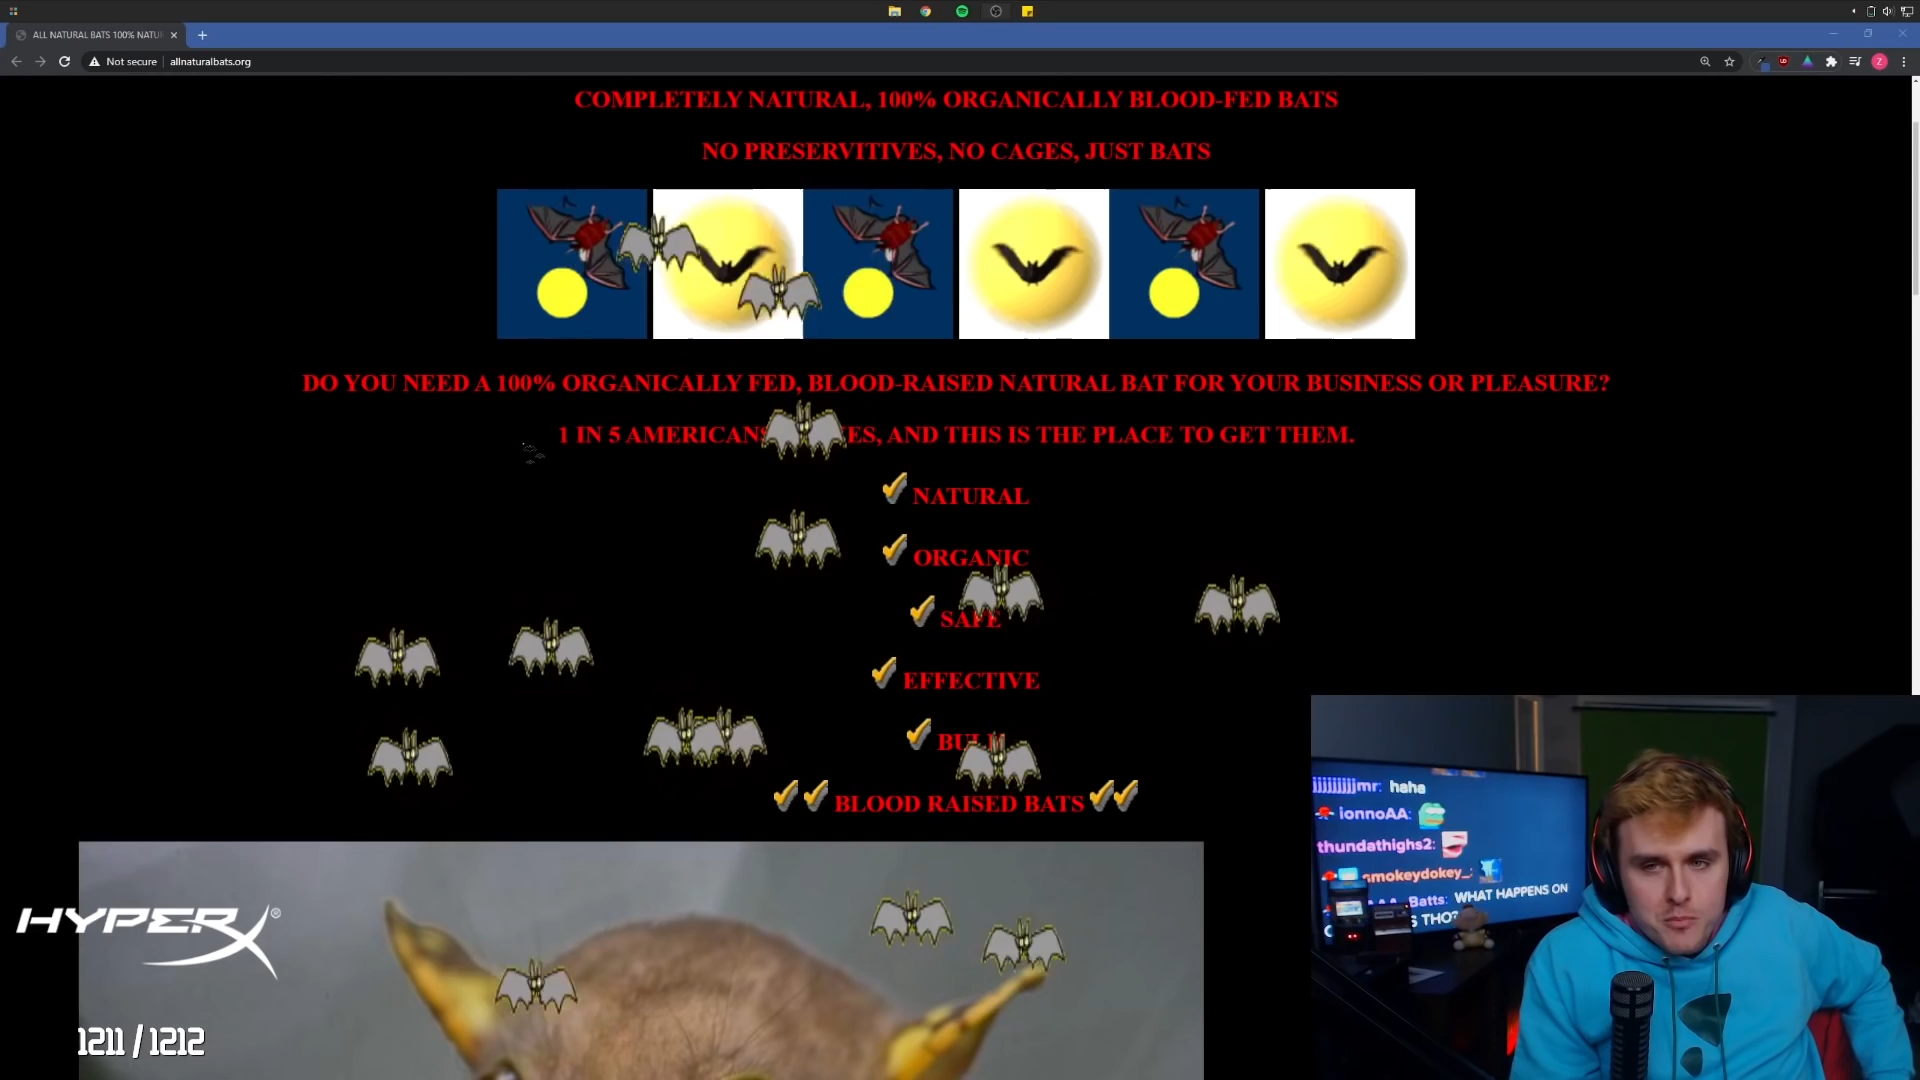 ALL NATURAL BATS 100% NATU
Not secure
allnaturalbats.org
Z
COMPLETELY NATURAL, 100% ORGANICALLY BLOOD-FED BATS
NO PRESERVITIVES, NO CAGES, JUST BATS
DO YOU NEED A 100% ORGANICALLY FED, BLOOD-RAISED NATURAL BAT FOR YOUR BUSINESS OR PLEASURE?
1 IN 5 AMERICANS ES, AND THIS IS THE PLACE TO GET THEM.
NATURAL
ORGANIC
SAFE
EFFECTIVE
BLOOD RAISED BATS
HYPERX®
1211 / 1212
jjjjjjjjjmr: haha
ionnoAA:
thundathighs2:
smokeydokey_:
Batts: WHAT HAPPENS ON
THO?